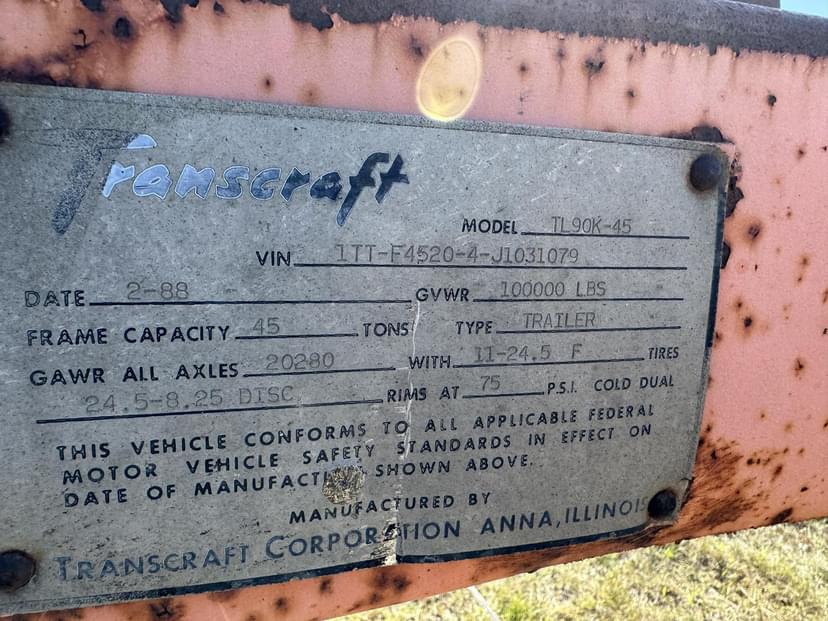 Transcraft
MODEL TL90K-45
VIN 1TT-F4520-4-J1031079
DATE 2-88 GVWR 100000 LBS
FRAME CAPACITY 45 TONS TYPE TRAILER
GAWR ALL AXLES 20280 WITH 11-24.5 F TIRES
24.5-8.25 DISC RIMS AT 75 P.S.I. COLD DUAL
THIS VEHICLE CONFORMS TO ALL APPLICABLE FEDERAL
MOTOR VEHICLE SAFETY STANDARDS IN EFFECT ON
DATE OF MANUFACT SHOWN ABOVE.
MANUFACTURED BY
TRANSCRAFT CORPORATION ANNA, ILLINOIS